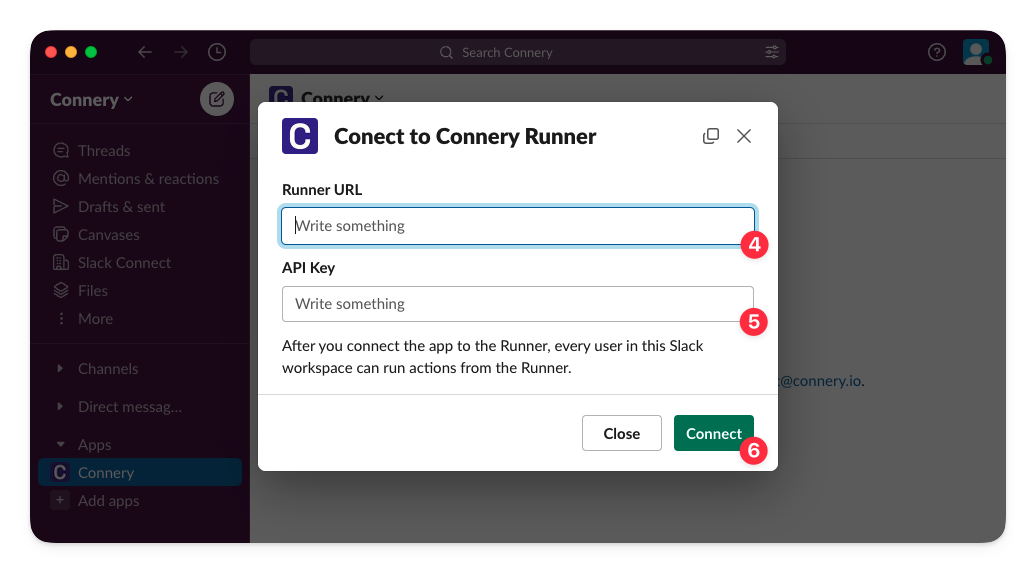 Search Connery
Connery
Threads
Mentions & reactions
Drafts & sent
Canvases
Slack Connect
Files
More
Channels
Direct messag...
Apps
C Connery
+ Add apps
C Connery
C Conect to Connery Runner
Runner URL
Write something
4
API Key
Write something
5
After you connect the app to the Runner, every user in this Slack
workspace can run actions from the Runner.
@connery.io.
Close
Connect
6